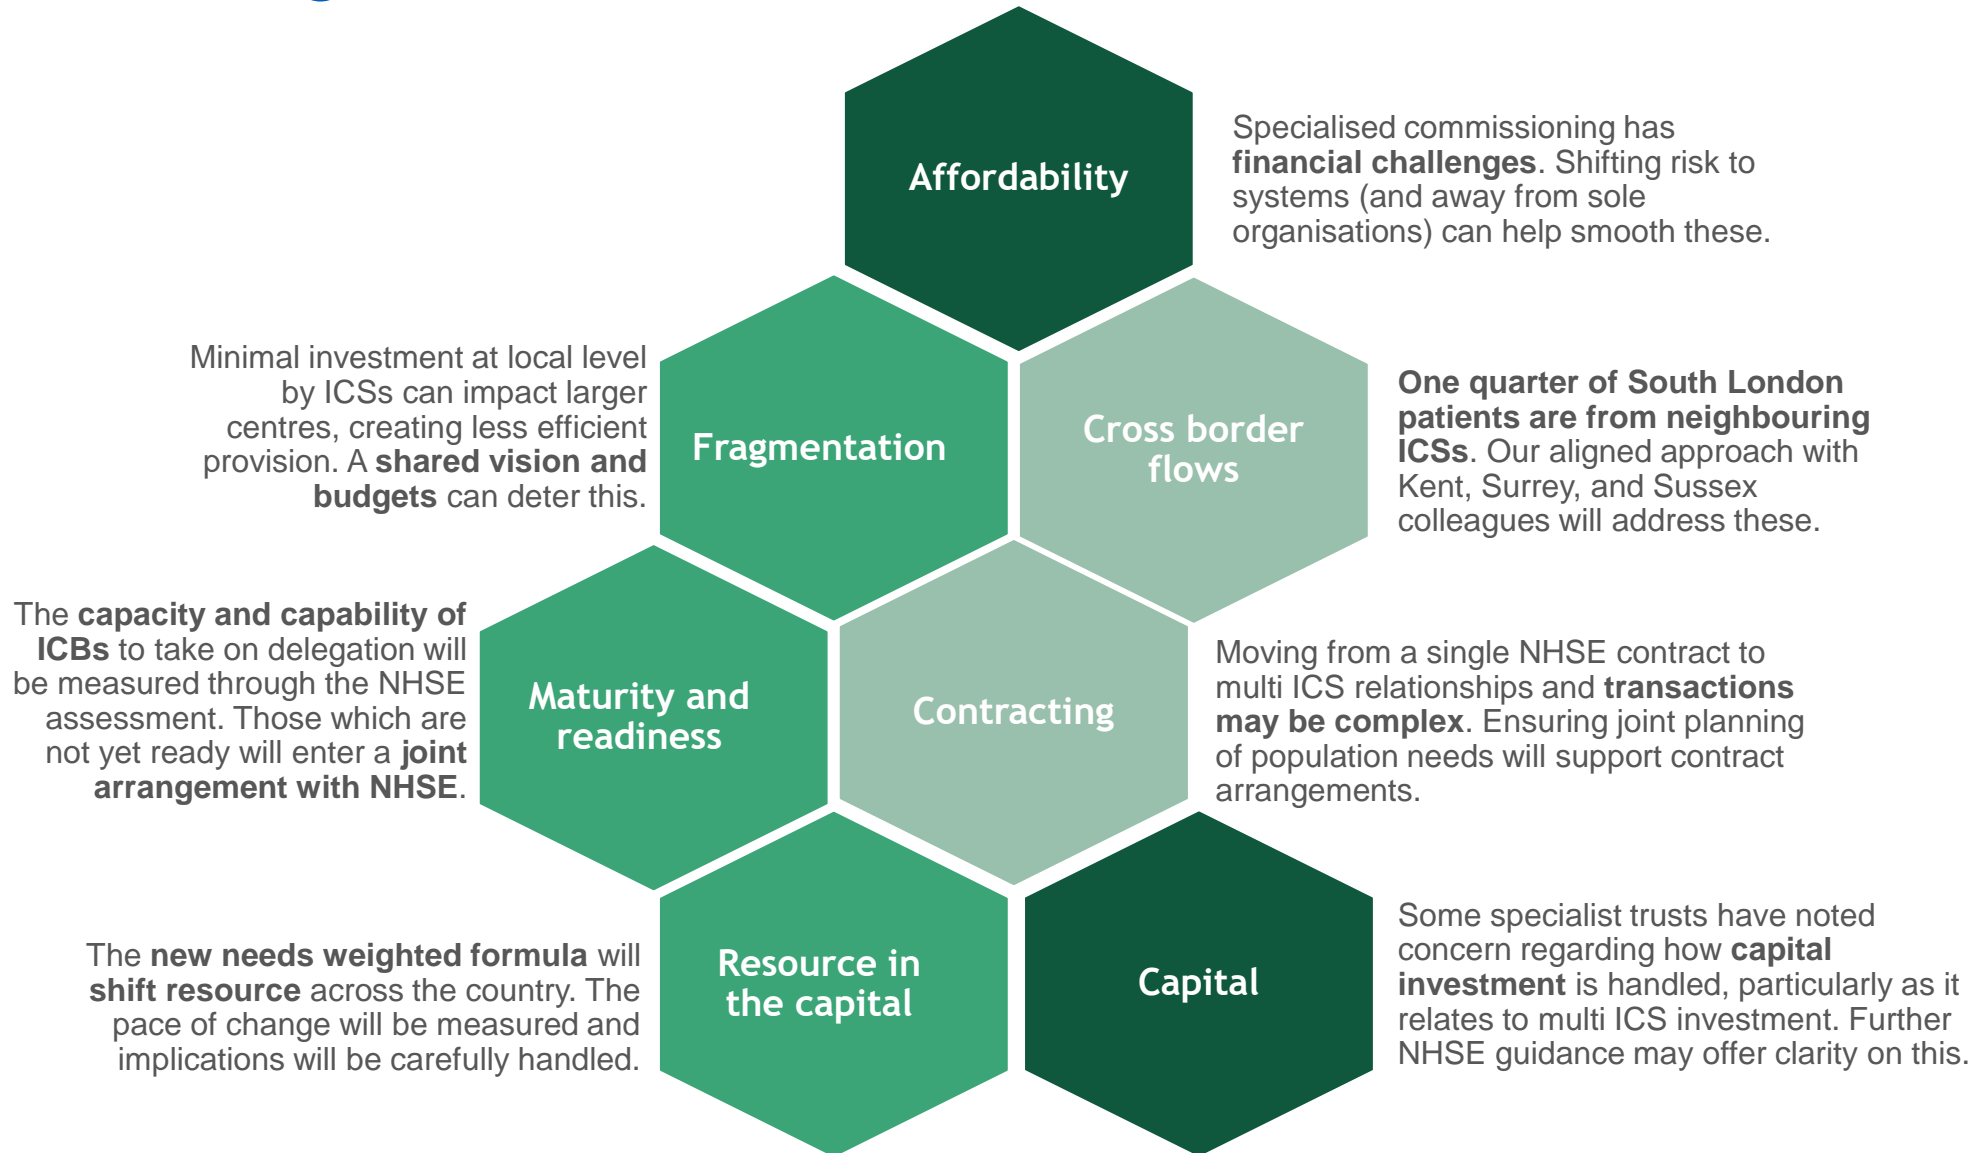 Affordability
Specialised commissioning has
financial challenges. Shifting risk to
systems (and away from sole
organisations) can help smooth these.
Minimal investment at local level
by ICSs can impact larger
centres, creating less efficient
provision. A shared vision and
budgets can deter this.
Fragmentation
Cross border
flows
One quarter of South London
patients are from neighbouring
ICSs. Our aligned approach with
Kent, Surrey, and Sussex
colleagues will address these.
The capacity and capability of
ICBs to take on delegation will
be measured through the NHSE
assessment. Those which are
not yet ready will enter a joint
arrangement with NHSE.
Maturity and
readiness
Contracting
Moving from a single NHSE contract to
multi ICS relationships and transactions
may be complex. Ensuring joint planning
of population needs will support contract
arrangements.
The new needs weighted formula will
shift resource across the country. The
pace of change will be measured and
implications will be carefully handled.
Resource in
the capital
Capital
Some specialist trusts have noted
concern regarding how capital
investment is handled, particularly as it
relates to multi ICS investment. Further
NHSE guidance may offer clarity on this.